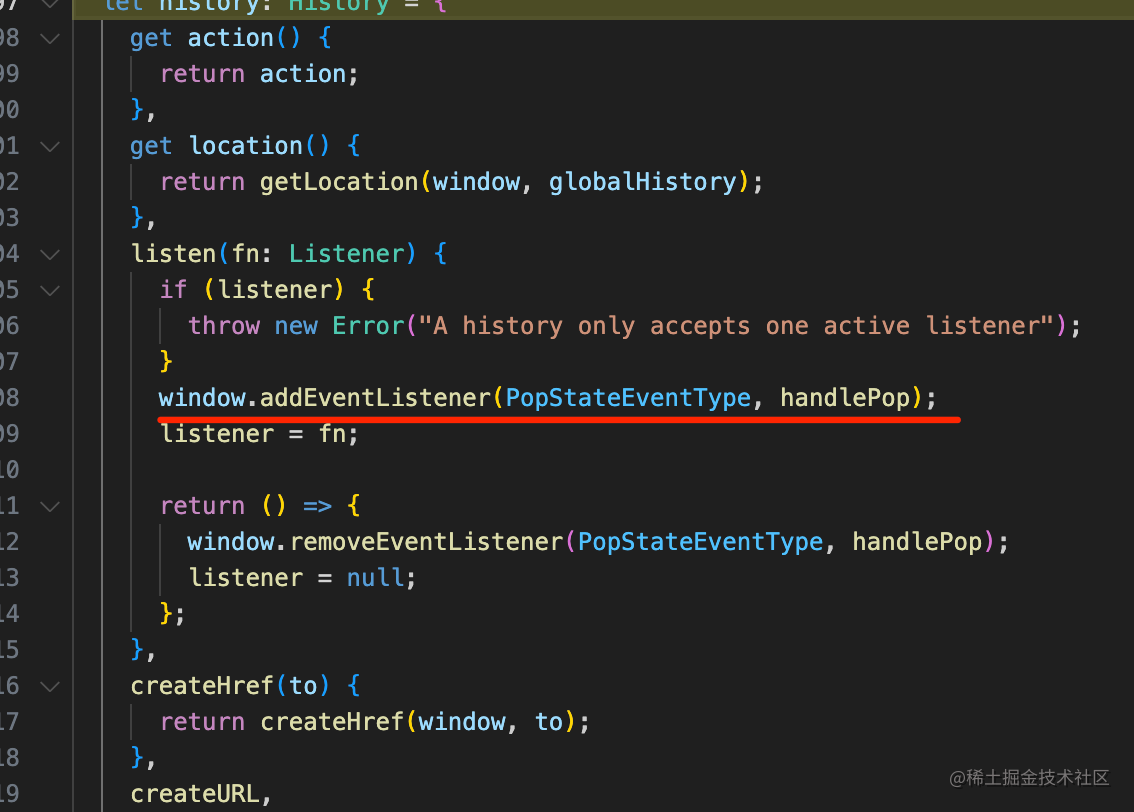 07 let history: History = {
08 get action() {
09 return action;
00 },
01 get location() {
02 return getLocation(window, globalHistory);
03 },
04 listen(fn: Listener) {
05 if (listener) {
06 throw new Error("A history only accepts one active listener");
07 }
08 window.addEventListener(PopStateEventType, handlePop);
09 listener = fn;
10
11 return () => {
12 window.removeEventListener(PopStateEventType, handlePop);
13 listener = null;
14 };
15 },
16 createHref(to) {
17 return createHref(window, to);
18 },
19 createURL,
@稀土掘金技术社区